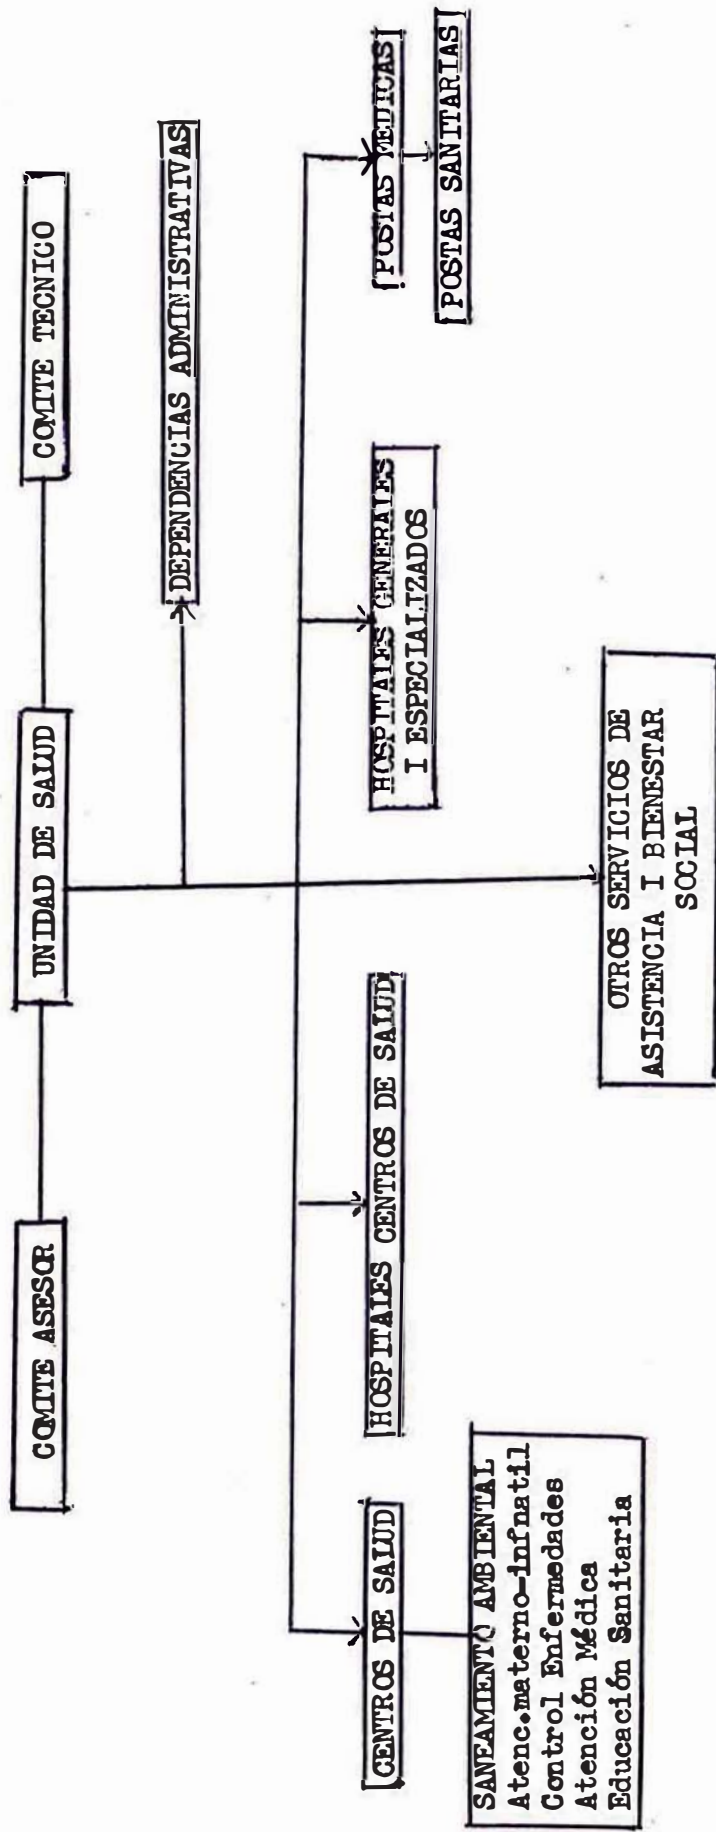 COMITE ASESOR
UNIDAD DE SALUD
COMITE TECNICO
DEPENDENCIAS ADMINISTRATIVAS
CENTROS DE SALUD
HOSPITALES CENTROS DE SALUD
HOSPITALES GENERALES
I ESPECIALIZADOS
POSTAS MEDICAS
POSTAS SANITARIAS
SANEAMIENTO AMBIENTAL
Atenc.materno-infnatil
Control Enfermedades
Atención Médica
Educación Sanitaria
OTROS SERVICIOS DE
ASISTENCIA I BIENESTAR
SOCIAL